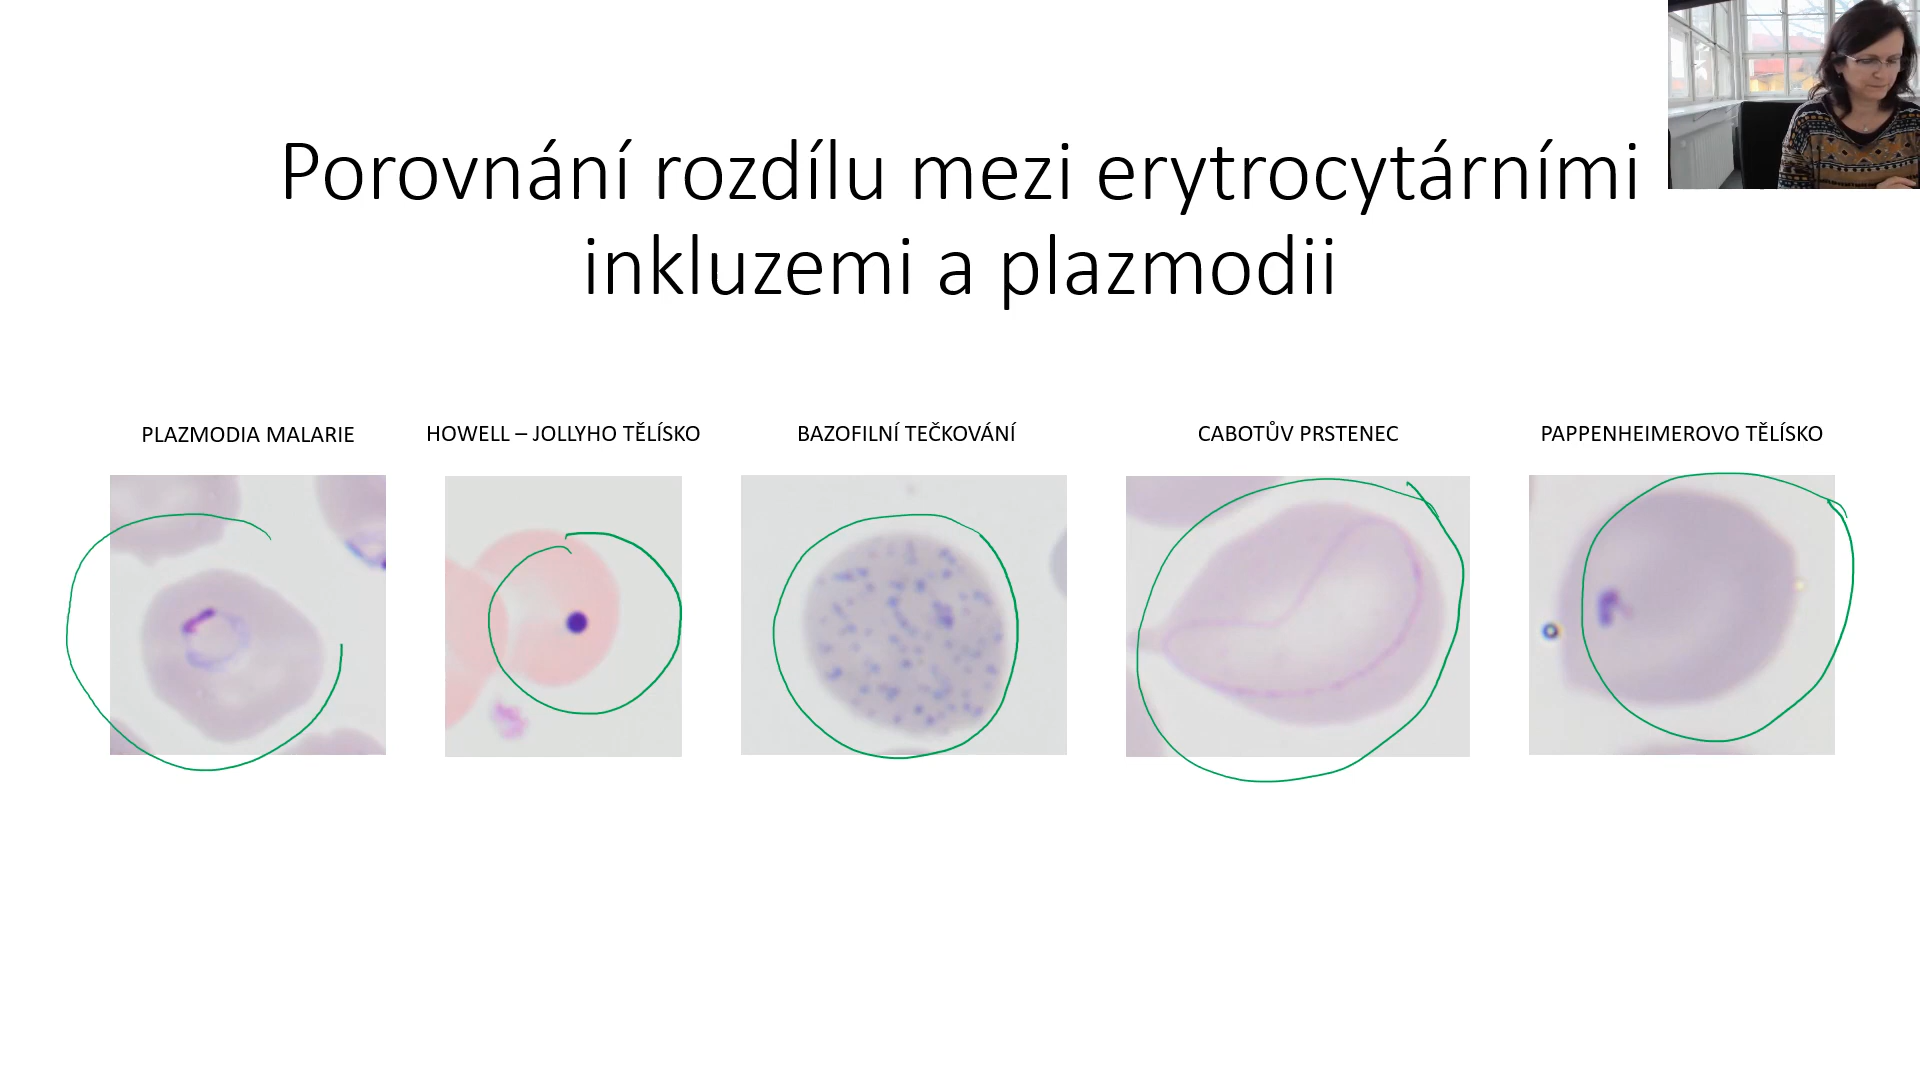 Porovnání rozdílu mezi erytrocytárními
inkluzemi a plazmodii
PLAZMODIA MALARIE
HOWELL – JOLLYHO TĚLÍSKO
BAZOFILNÍ TEČKOVÁNÍ
CABOTŮV PRSTENEC
PAPPENHEIMEROVO TĚLÍSKO